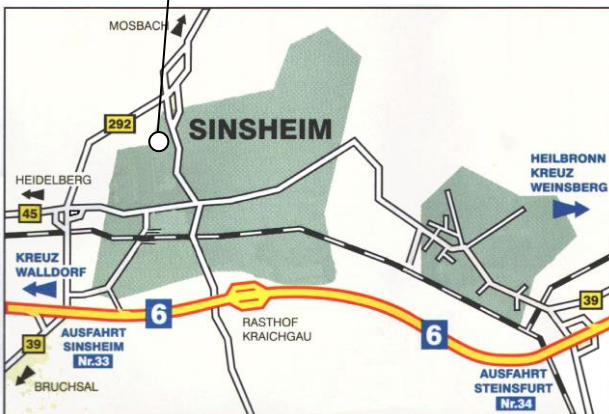 MOSBACH
292
SINSHEIM
HEILBRONN
KREUZ
WEINSBERG
HEIDELBERG
45
KREUZ
WALLDORF
39
6
RASTHOF
KRAICHGAU
6
AUSFAHRT
SINSHEIM
Nr.33
39
BRUCHSAL
AUSFAHRT
STEINSFURT
Nr.34